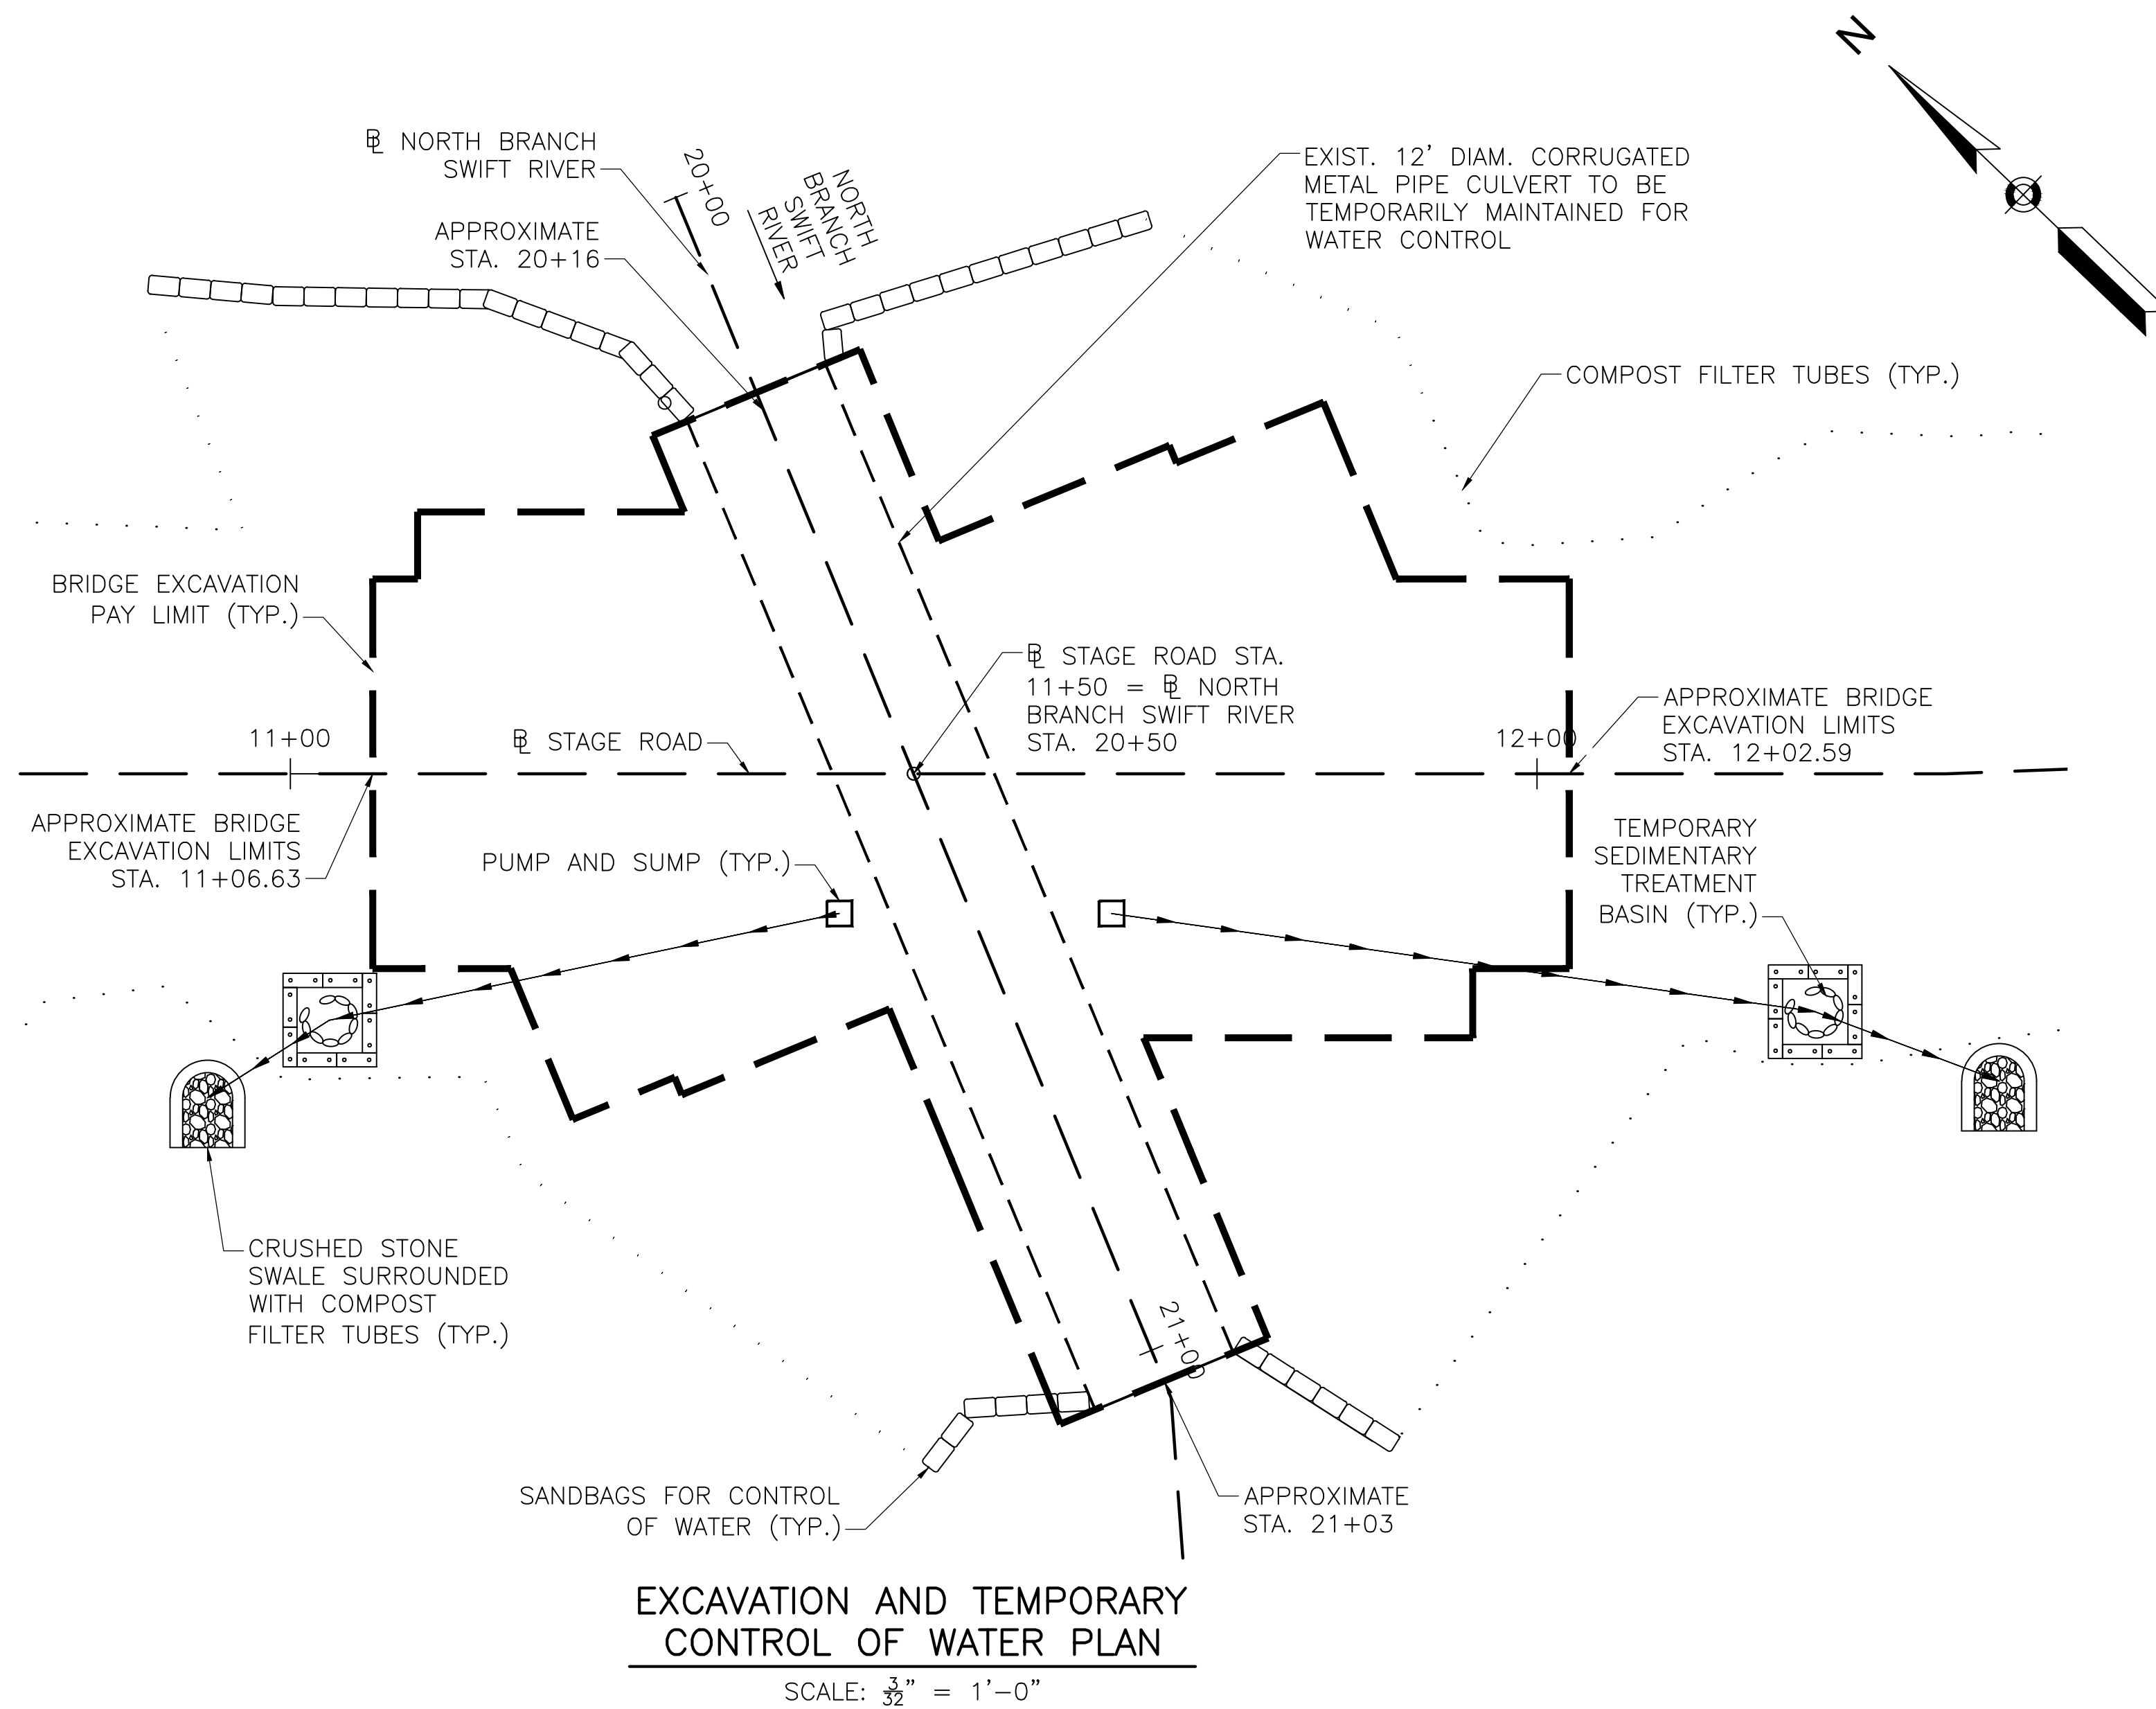 N
℄ NORTH BRANCH
SWIFT RIVER
20+00
NORTH
BRANCH
SWIFT
RIVER
APPROXIMATE
STA. 20+16
EXIST. 12' DIAM. CORRUGATED
METAL PIPE CULVERT TO BE
TEMPORARILY MAINTAINED FOR
WATER CONTROL
COMPOST FILTER TUBES (TYP.)
BRIDGE EXCAVATION
PAY LIMIT (TYP.)
℄ STAGE ROAD STA.
11+50 = ℄ NORTH
BRANCH SWIFT RIVER
STA. 20+50
APPROXIMATE BRIDGE
EXCAVATION LIMITS
STA. 12+02.59
11+00
℄ STAGE ROAD
12+00
APPROXIMATE BRIDGE
EXCAVATION LIMITS
STA. 11+06.63
PUMP AND SUMP (TYP.)
TEMPORARY
SEDIMENTARY
TREATMENT
BASIN (TYP.)
CRUSHED STONE
SWALE SURROUNDED
WITH COMPOST
FILTER TUBES (TYP.)
21+00
SANDBAGS FOR CONTROL
OF WATER (TYP.)
APPROXIMATE
STA. 21+03
EXCAVATION AND TEMPORARY
CONTROL OF WATER PLAN
SCALE: 3/32" = 1'-0"